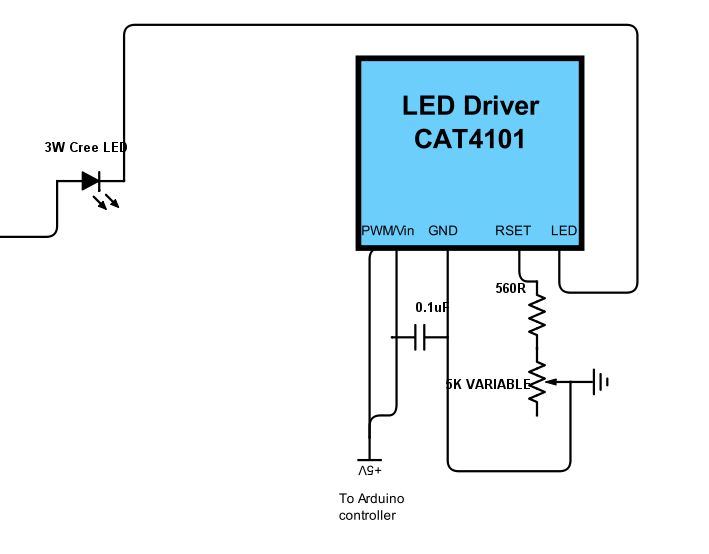 LED Driver
CAT4101
3W Cree LED
PWM/Vin GND RSET LED
560R
0.1uF
5K VARIABLE
+5V
To Arduino
controller